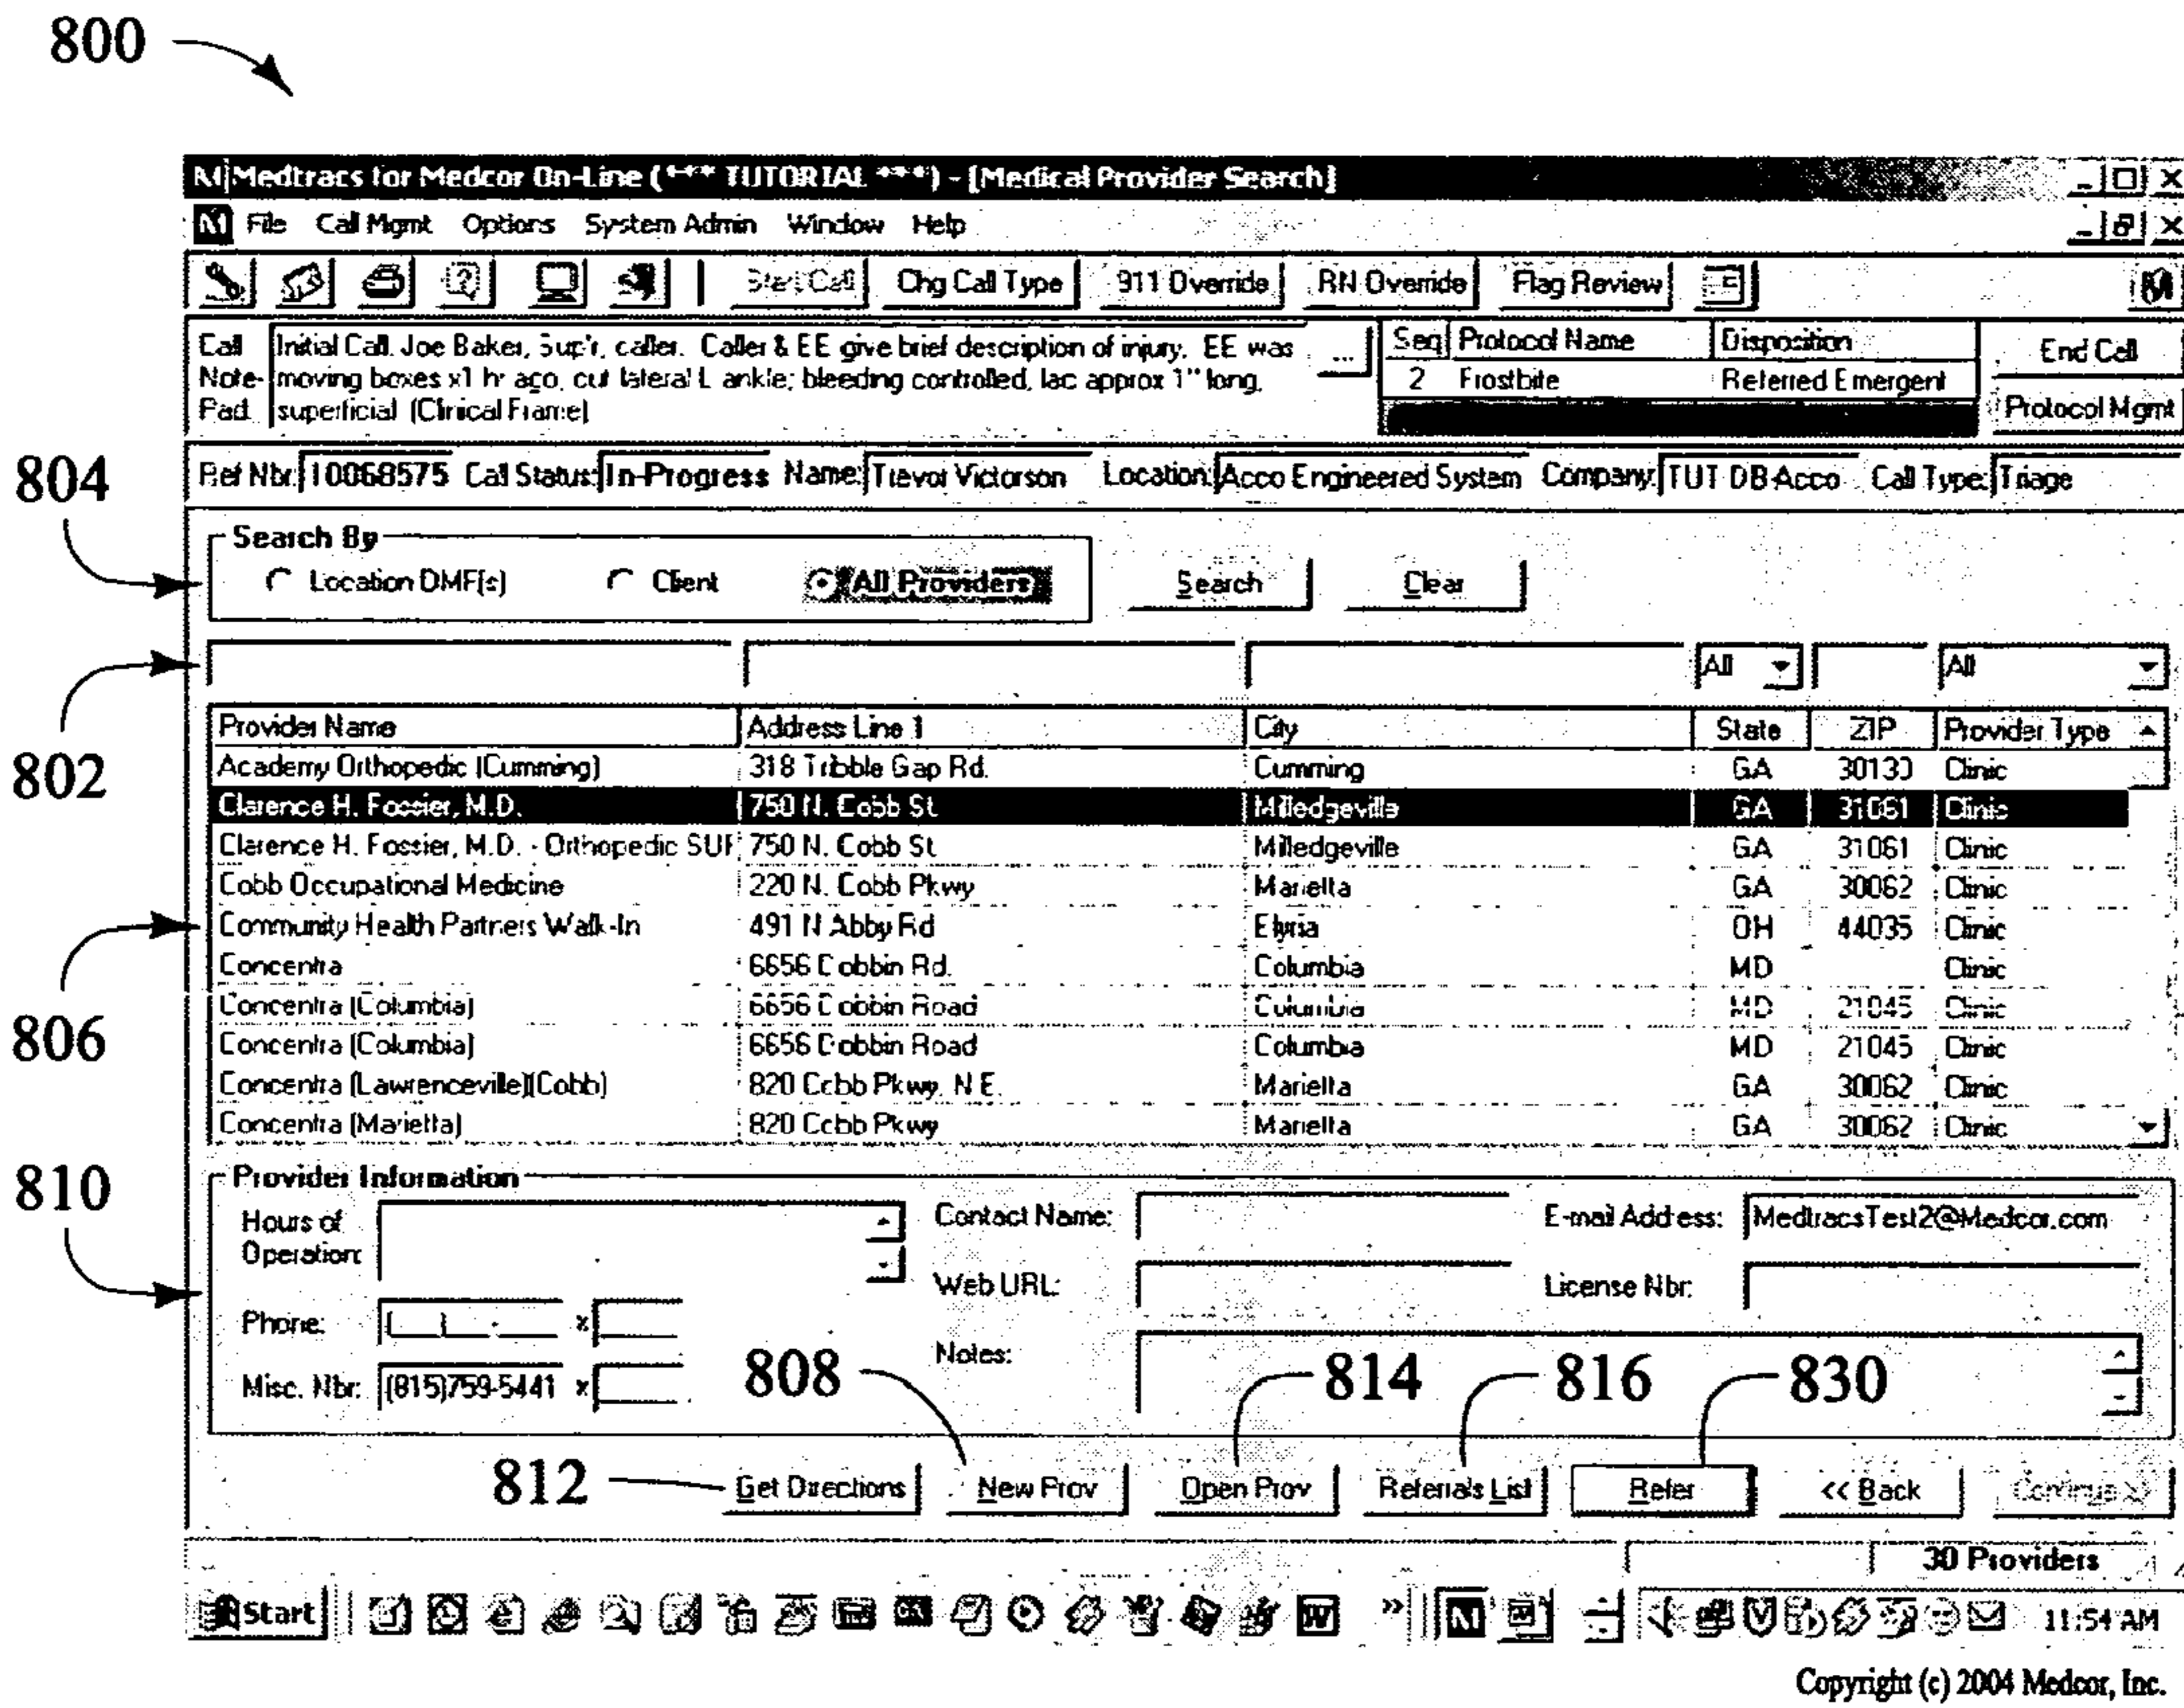 800
Medtracs for Medcor On-Line (*** TUTORIAL ***) - [Medical Provider Search]
File Call Mgmt Options System Admin Window Help
Start Call Chg Call Type 911 Override RN Override Flag Review
Call Note- Pad
Initial Call. Joe Baker, Sup'r, caller. Caller & EE give brief description of injury. EE was ...
moving boxes x1 hr ago, cut lateral L ankle; bleeding controlled, lac approx 1" long,
superficial (Clinical Frame)
Seq Protocol Name Disposition
2 Frostbite Referred Emergent
End Call
Protocol Mgmt
Ref Nbr: 10068575 Call Status: In-Progress Name: Trevor Victorson Location: Acco Engineered System Company: TUT DB-Acco Call Type: Triage
804
Search By
Location DMF(s) Client All Providers Search Clear
802
All All
Provider Name Address Line 1 City State ZIP Provider Type
Academy Orthopedic (Cumming) 318 Tribble Gap Rd. Cumming GA 30130 Clinic
Clarence H. Fossier, M.D. 750 N. Cobb St Milledgeville GA 31061 Clinic
Clarence H. Fossier, M.D. - Orthopedic SUR 750 N. Cobb St Milledgeville GA 31061 Clinic
Cobb Occupational Medicine 220 N. Cobb Pkwy Marietta GA 30062 Clinic
806
Community Health Partners Walk-In 491 N Abby Rd Elyria OH 44035 Clinic
Concentra 6656 Dobbin Rd. Columbia MD Clinic
Concentra (Columbia) 6656 Dobbin Road Columbia MD 21045 Clinic
Concentra (Columbia) 6656 Dobbin Road Columbia MD 21045 Clinic
Concentra (Lawrenceville)(Cobb) 820 Cobb Pkwy, N.E. Marietta GA 30062 Clinic
Concentra (Marietta) 820 Cobb Pkwy Marietta GA 30062 Clinic
810
Provider Information
Hours of Operation: Contact Name: E-mail Address: MedtracsTest2@Medcor.com
Web URL: License Nbr:
Phone: ( ) - x
Notes:
Misc. Nbr: (815)759-5441 x
808 814 816 830
812
Get Directions New Prov Open Prov Referrals List Refer << Back Continue >>
30 Providers
Start 11:54 AM
Copyright (c) 2004 Medcor, Inc.